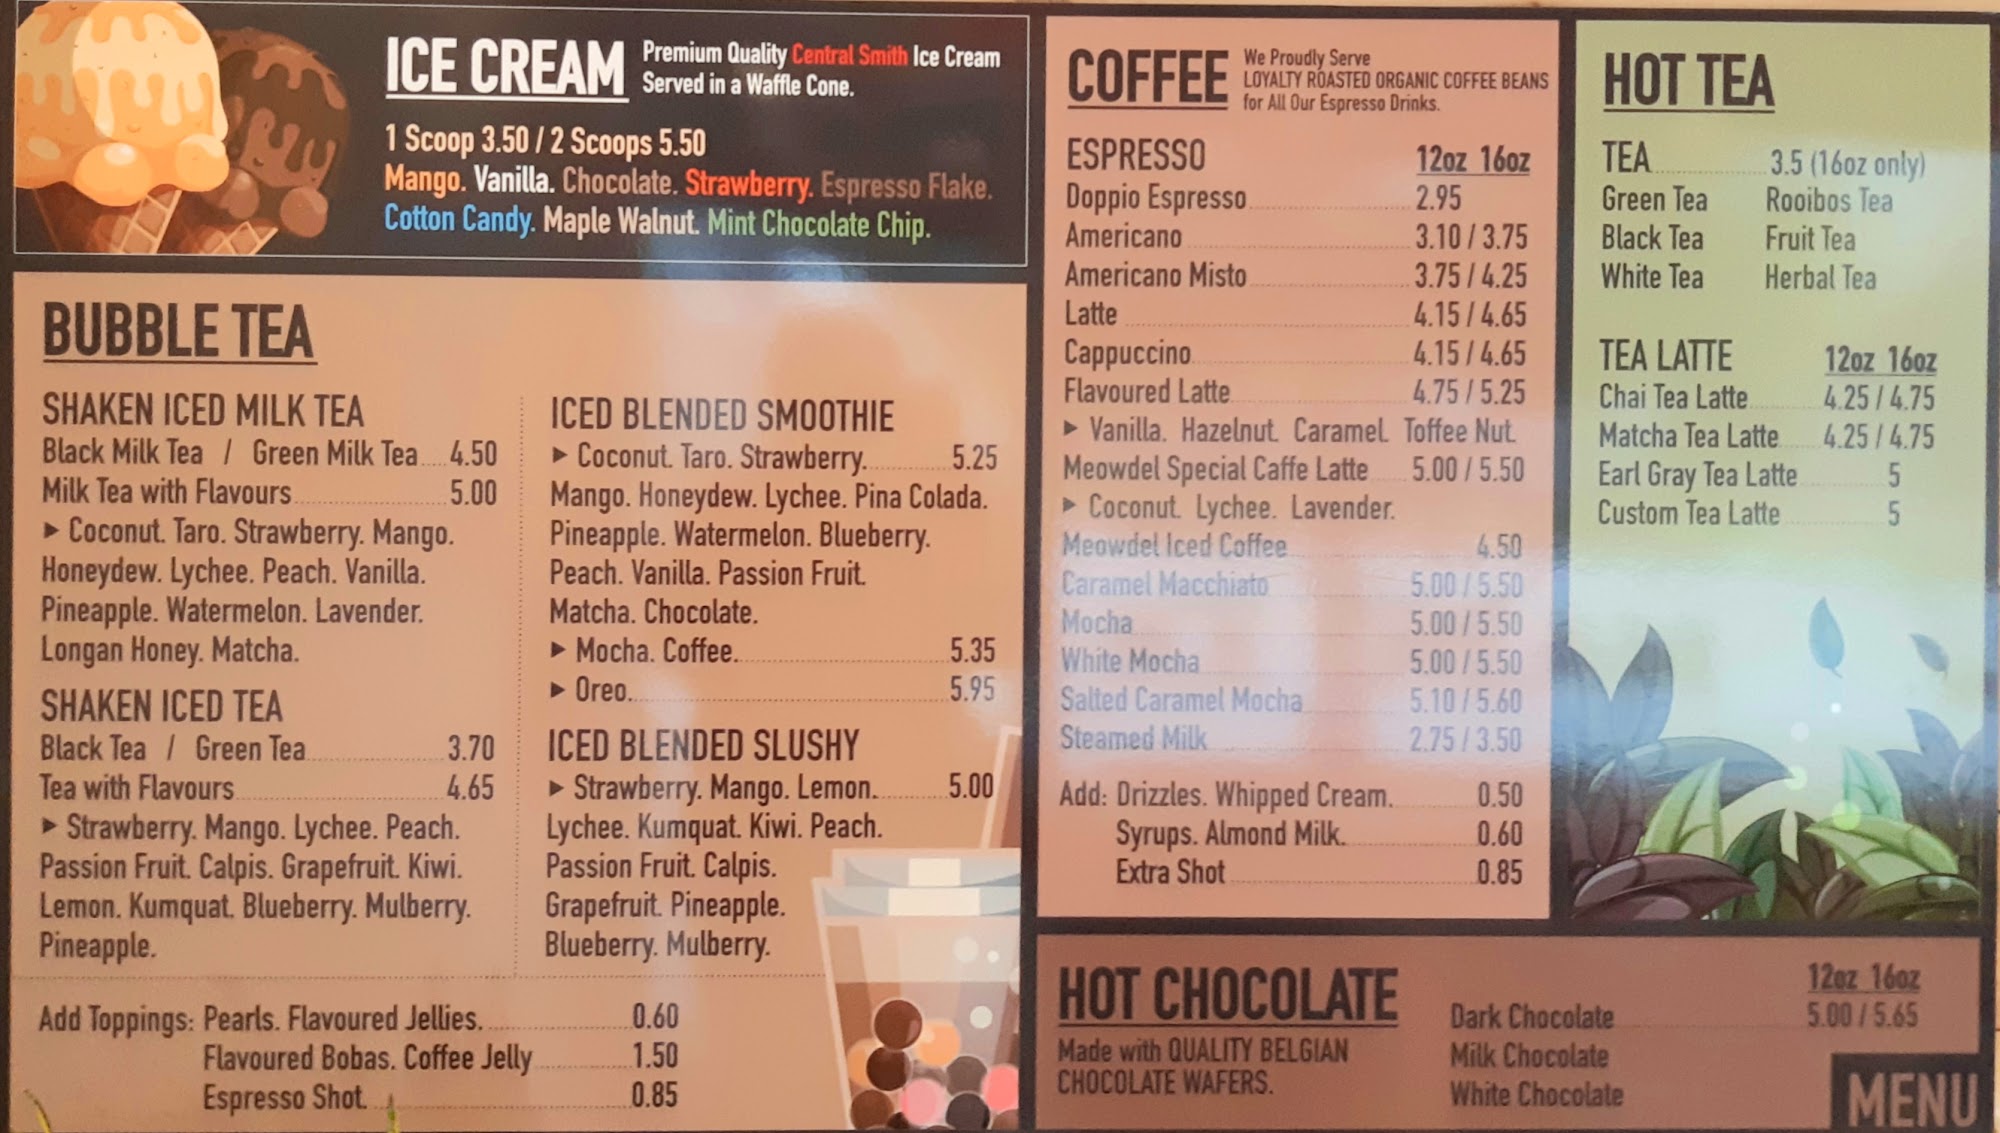 ICE CREAM
Premium Quality Central Smith Ice Cream
Served in a Waffle Cone.
1 Scoop 3.50 / 2 Scoops 5.50
Mango. Vanilla. Chocolate. Strawberry. Espresso Flake.
Cotton Candy. Maple Walnut. Mint Chocolate Chip.
BUBBLE TEA
SHAKEN ICED MILK TEA
Black Milk Tea / Green Milk Tea 4.50
Milk Tea with Flavours 5.00
▸ Coconut. Taro. Strawberry. Mango.
Honeydew. Lychee. Peach. Vanilla.
Pineapple. Watermelon. Lavender.
Longan Honey. Matcha.
SHAKEN ICED TEA
Black Tea / Green Tea 3.70
Tea with Flavours 4.65
▸ Strawberry. Mango. Lychee. Peach.
Passion Fruit. Calpis. Grapefruit. Kiwi.
Lemon. Kumquat. Blueberry. Mulberry.
Pineapple.
ICED BLENDED SMOOTHIE
▸ Coconut. Taro. Strawberry. 5.25
Mango. Honeydew. Lychee. Pina Colada.
Pineapple. Watermelon. Blueberry.
Peach. Vanilla. Passion Fruit.
Matcha. Chocolate.
▸ Mocha. Coffee. 5.35
▸ Oreo. 5.95
ICED BLENDED SLUSHY
▸ Strawberry. Mango. Lemon. 5.00
Lychee. Kumquat. Kiwi. Peach.
Passion Fruit. Calpis.
Grapefruit. Pineapple.
Blueberry. Mulberry.
Add Toppings: Pearls. Flavoured Jellies. 0.60
Flavoured Bobas. Coffee Jelly 1.50
Espresso Shot. 0.85
COFFEE
We Proudly Serve
LOYALTY ROASTED ORGANIC COFFEE BEANS
for All Our Espresso Drinks.
ESPRESSO 12oz 16oz
Doppio Espresso 2.95
Americano 3.10 / 3.75
Americano Misto 3.75 / 4.25
Latte 4.15 / 4.65
Cappuccino 4.15 / 4.65
Flavoured Latte 4.75 / 5.25
▸ Vanilla. Hazelnut. Caramel. Toffee Nut.
Meowdel Special Caffe Latte 5.00 / 5.50
▸ Coconut. Lychee. Lavender.
Meowdel Iced Coffee 4.50
Caramel Macchiato 5.00 / 5.50
Mocha 5.00 / 5.50
White Mocha 5.00 / 5.50
Salted Caramel Mocha 5.10 / 5.60
Steamed Milk 2.75 / 3.50
Add: Drizzles. Whipped Cream. 0.50
Syrups. Almond Milk. 0.60
Extra Shot 0.85
HOT TEA
TEA 3.5 (16oz only)
Green Tea Rooibos Tea
Black Tea Fruit Tea
White Tea Herbal Tea
TEA LATTE 12oz 16oz
Chai Tea Latte 4.25 / 4.75
Matcha Tea Latte 4.25 / 4.75
Earl Gray Tea Latte 5
Custom Tea Latte 5
HOT CHOCOLATE
Made with QUALITY BELGIAN
CHOCOLATE WAFERS.
12oz 16oz
Dark Chocolate 5.00 / 5.65
Milk Chocolate
White Chocolate
MENU